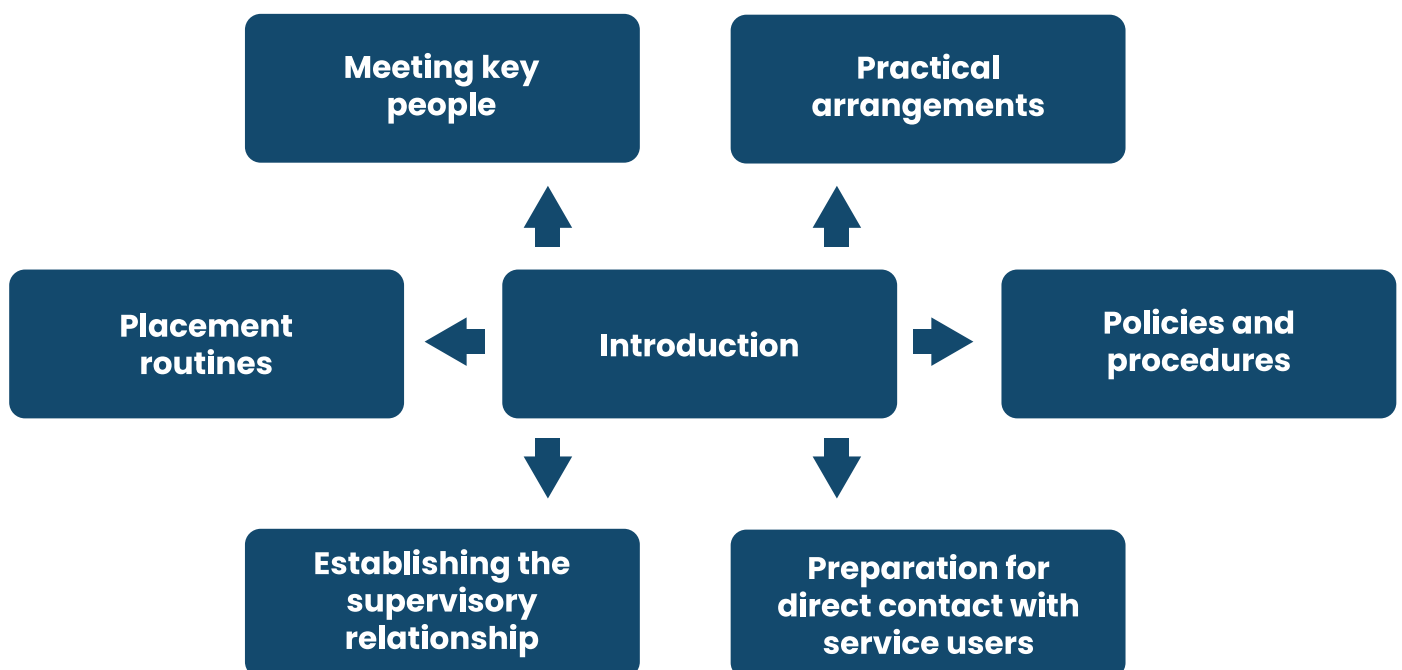 Meeting key
people
Practical
arrangements
Placement
routines
Introduction
Policies and
procedures
Establishing the
supervisory
relationship
Preparation for
direct contact with
service users